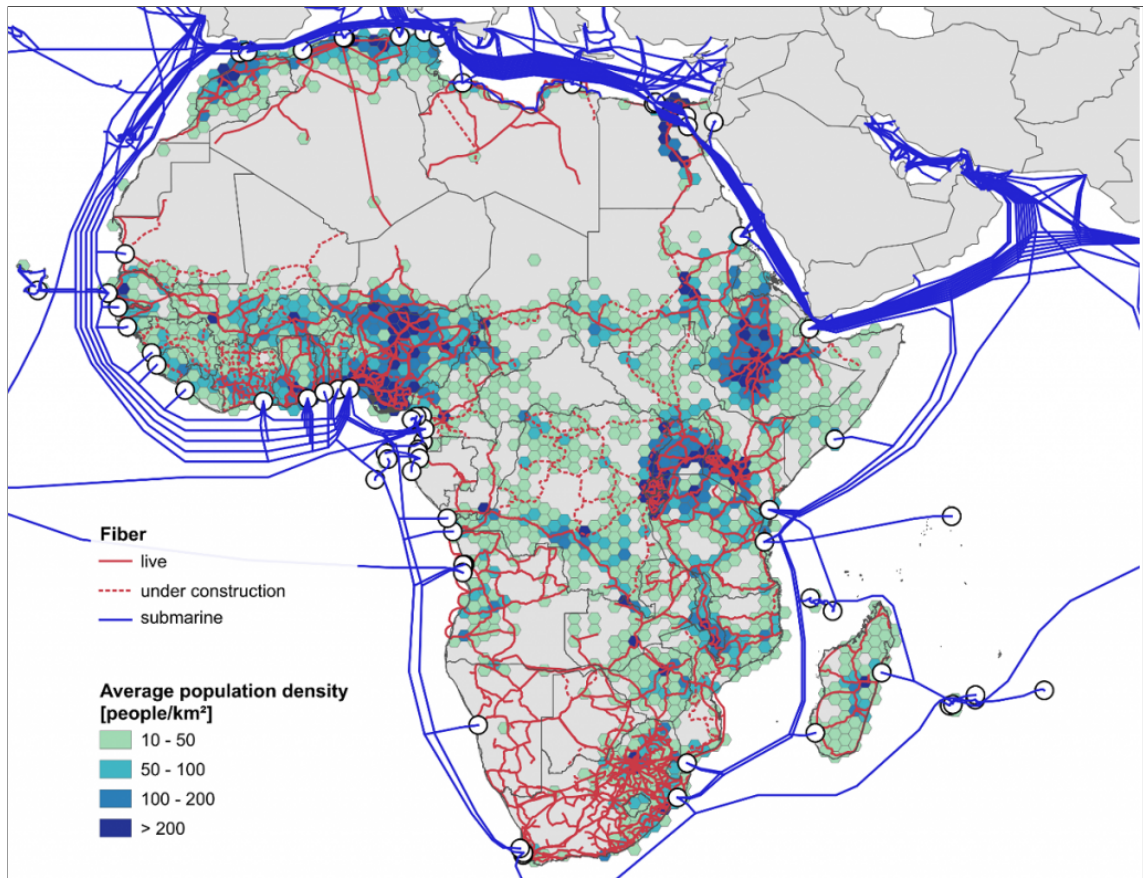 Fiber
live
under construction
submarine
Average population density
[people/km²]
10 - 50
50 - 100
100 - 200
> 200